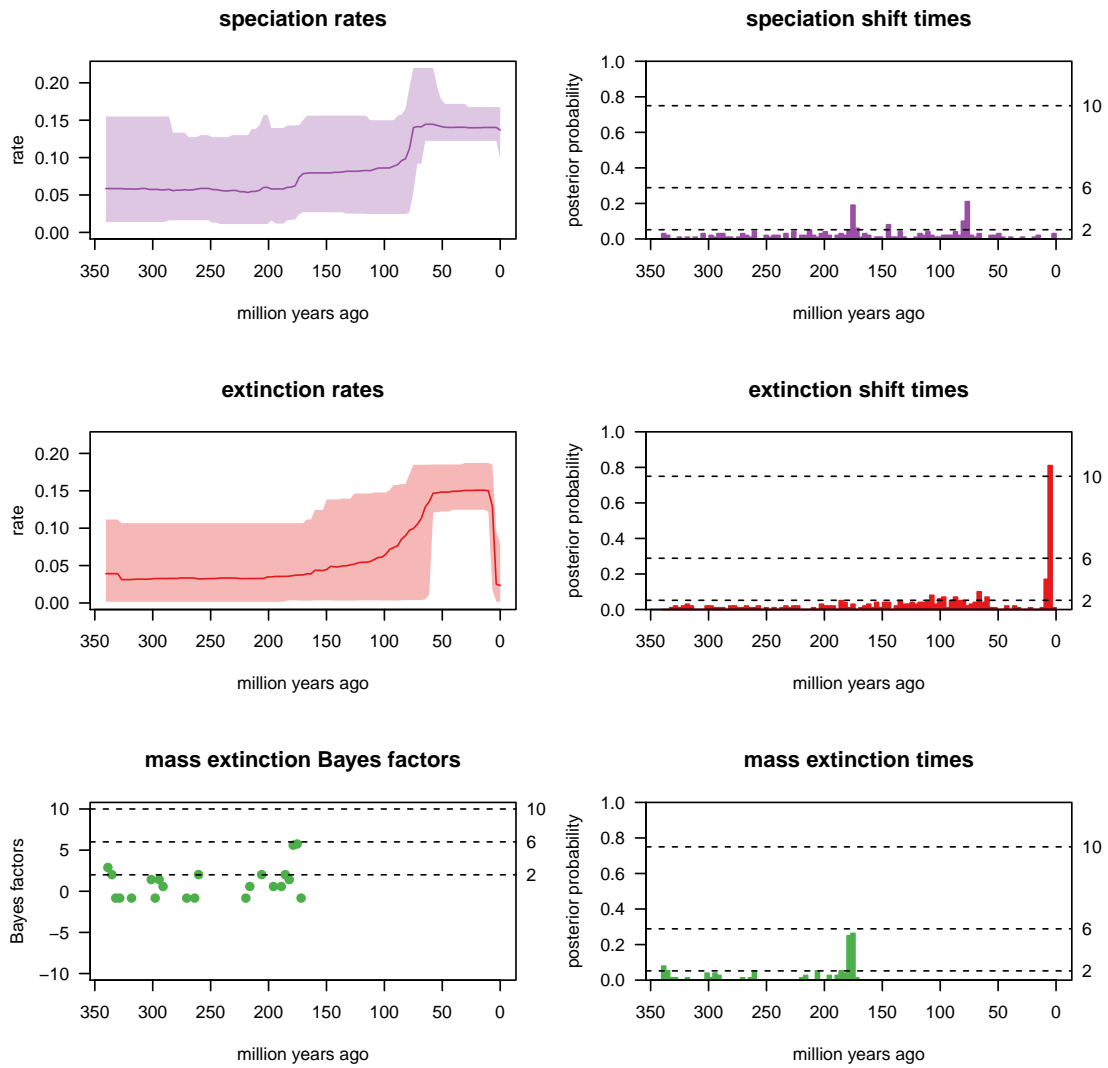 speciation rates
0.20
0.15
0.10
0.05
0.00
rate
350 300 250 200 150 100 50 0
million years ago
speciation shift times
1.0
0.8
0.6
0.4
0.2
0.0
posterior probability
10
6
2
350 300 250 200 150 100 50 0
million years ago
extinction rates
0.20
0.15
0.10
0.05
0.00
rate
350 300 250 200 150 100 50 0
million years ago
extinction shift times
1.0
0.8
0.6
0.4
0.2
0.0
posterior probability
10
6
2
350 300 250 200 150 100 50 0
million years ago
mass extinction Bayes factors
10
5
0
−5
−10
Bayes factors
10
6
2
350 300 250 200 150 100 50 0
million years ago
mass extinction times
1.0
0.8
0.6
0.4
0.2
0.0
posterior probability
10
6
2
350 300 250 200 150 100 50 0
million years ago